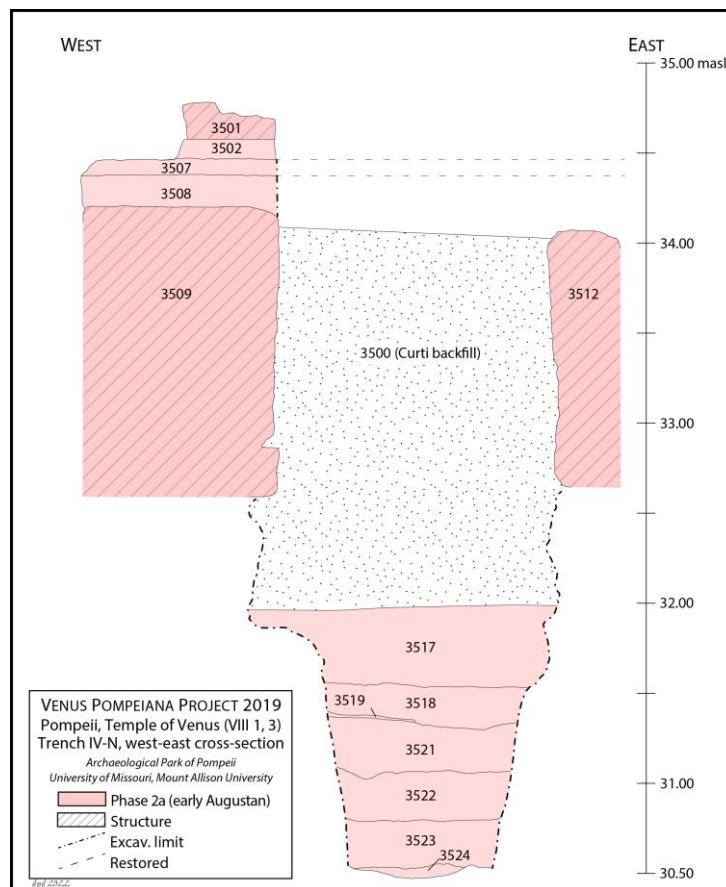 WEST
EAST
35.00 masl
3501
3502
3507
3508
34.00
3509
3512
3500 (Curti backfill)
33.00
32.00
3517
3519
3518
3521
31.00
3522
3523
3524
30.50
VENUS POMPEIANA PROJECT 2019
Pompeii, Temple of Venus (VIII 1, 3)
Trench IV-N, west-east cross-section
Archaeological Park of Pompeii
University of Missouri, Mount Allison University
Phase 2a (early Augustan)
Structure
Excav. limit
Restored
dpd 2022